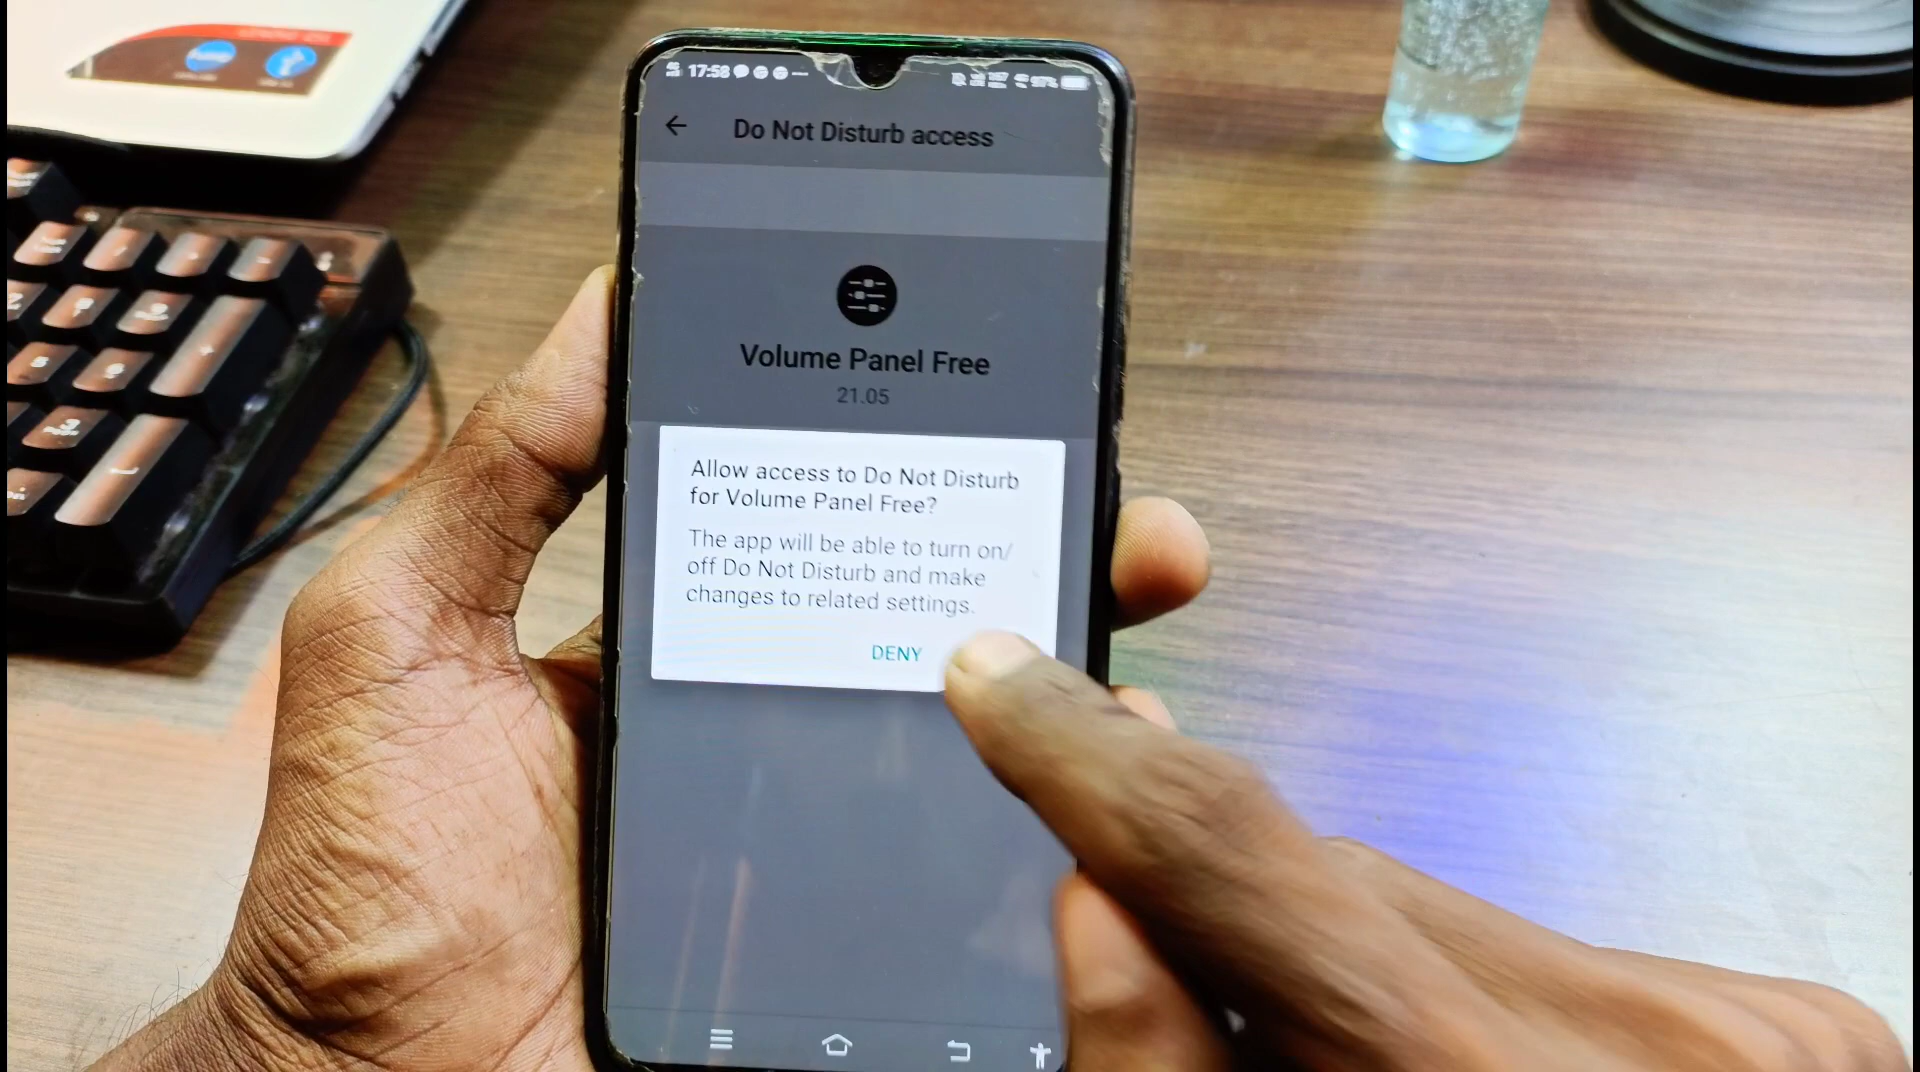 17:58
97%
Do Not Disturb access
Volume Panel Free
21.05
Allow access to Do Not Disturb
for Volume Panel Free?
The app will be able to turn on/
off Do Not Disturb and make
changes to related settings.
DENY